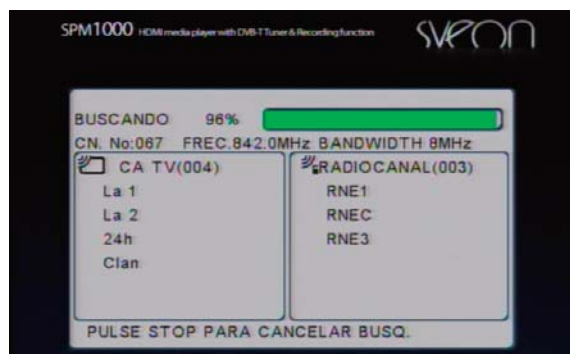 SPM1000 HDMI media player with DVB-T Tuner & Recording function
sveon
BUSCANDO 96%
CN. No:067 FREC.842.0MHz BANDWIDTH 8MHz
CA TV(004)
La 1
La 2
24h
Clan
RADIOCANAL(003)
RNE1
RNEC
RNE3
PULSE STOP PARA CANCELAR BUSQ.